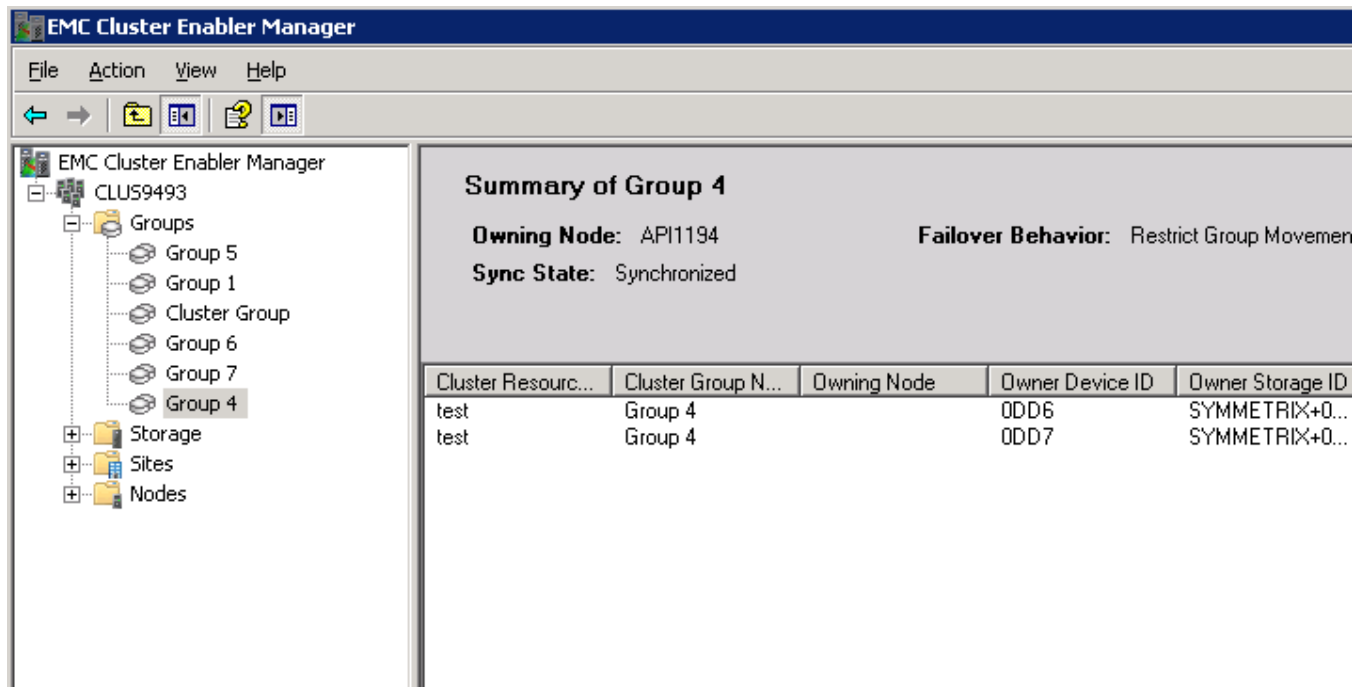 EMC Cluster Enabler Manager
File Action View Help
EMC Cluster Enabler Manager
CLUS9493
Groups
Group 5
Group 1
Cluster Group
Group 6
Group 7
Group 4
Storage
Sites
Nodes
Summary of Group 4
Owning Node: API1194 Failover Behavior: Restrict Group Movemen
Sync State: Synchronized
Cluster Resourc... Cluster Group N... Owning Node Owner Device ID Owner Storage ID
test Group 4 0DD6 SYMMETRIX+0...
test Group 4 0DD7 SYMMETRIX+0...